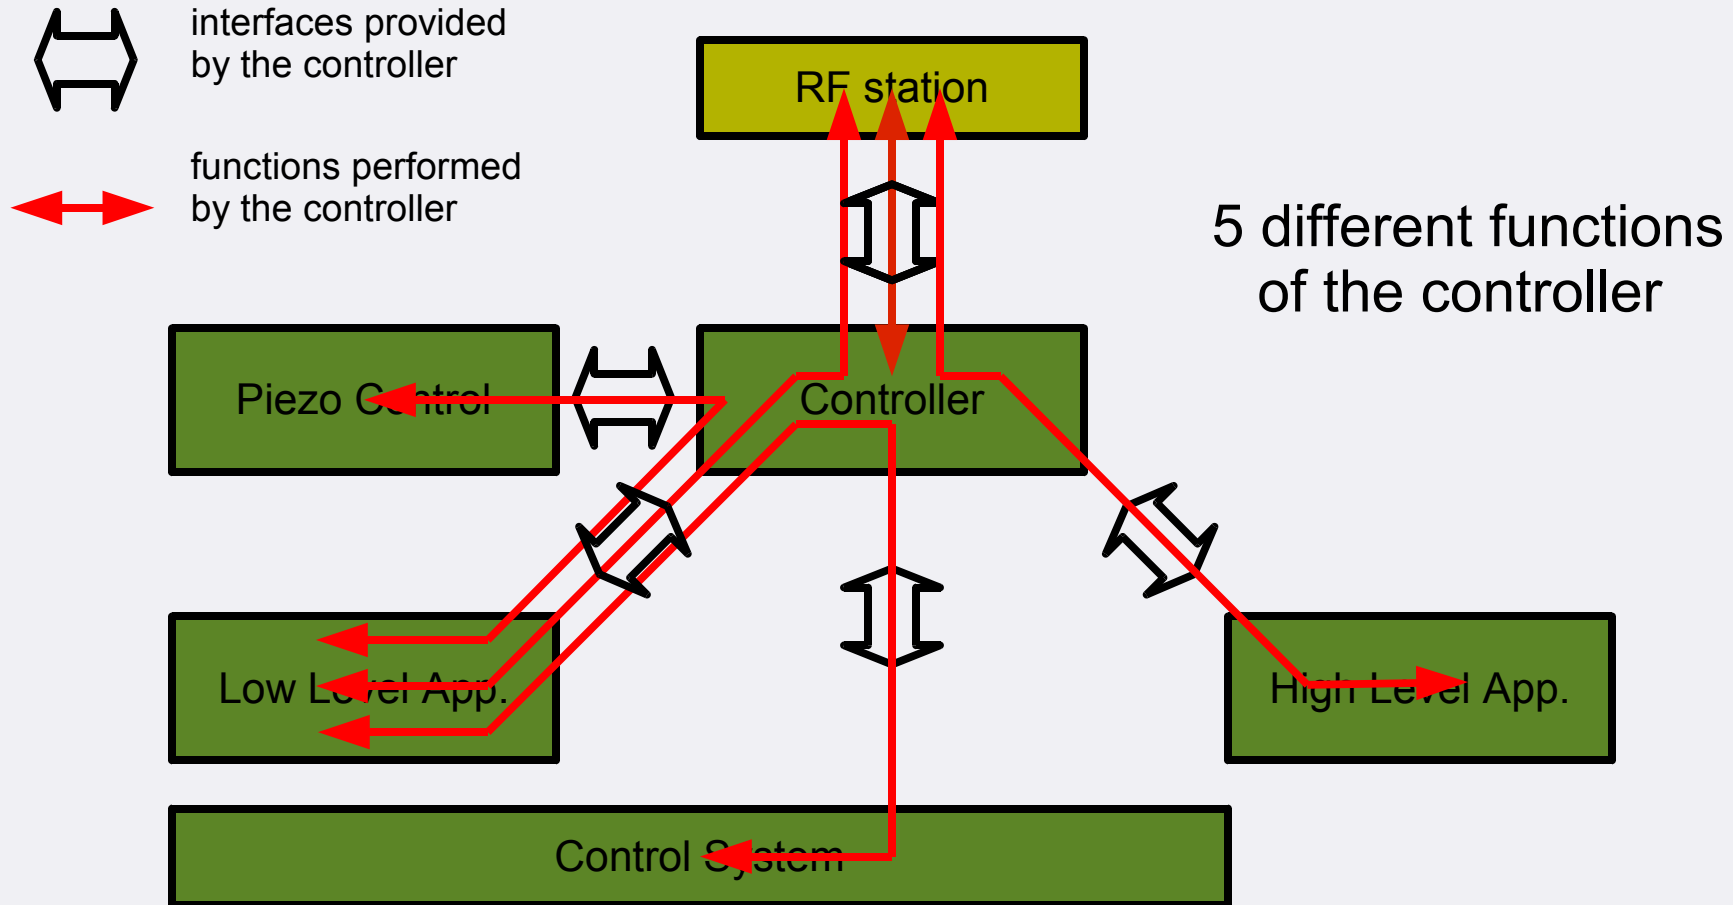 interfaces provided
by the controller
RF station
functions performed
by the controller
5 different functions
of the controller
Piezo Control
Controller
Low Level App.
High Level App.
Control System